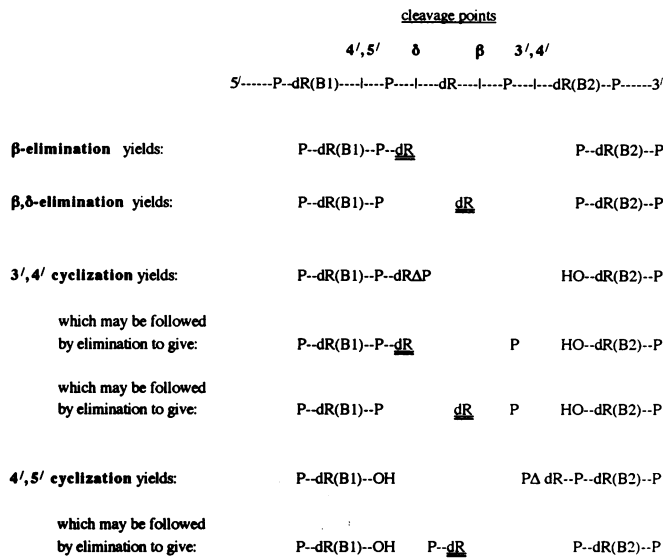 cleavage points
4′,5′ δ β 3′,4′
5′------P--dR(B1)----I----P----I----dR----I----P----I----dR(B2)--P-----3′
β-elimination yields: P--dR(B1)--P--dR P--dR(B2)--P
β,δ-elimination yields: P--dR(B1)--P dR P--dR(B2)--P
3′,4′ cyclization yields: P--dR(B1)--P--dRΔP HO--dR(B2)--P
which may be followed
by elimination to give: P--dR(B1)--P--dR P HO--dR(B2)--P
which may be followed
by elimination to give: P--dR(B1)--P dR P HO--dR(B2)--P
4′,5′ cyclization yields: P--dR(B1)--OH PΔ dR--P--dR(B2)--P
which may be followed
by elimination to give: P--dR(B1)--OH P--dR P--dR(B2)--P